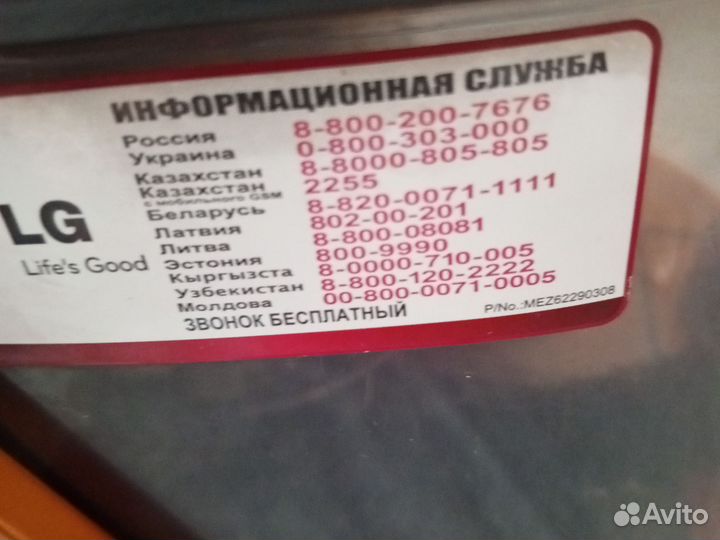 ИНФОРМАЦИОННАЯ СЛУЖБА
Россия 8-800-200-7676
Украина 0-800-303-000
Казахстан 8-8000-805-805
Казахстан 2255
с мобильного GSM
Беларусь 8-820-0071-1111
Латвия 802-00-201
Литва 8-800-08081
Эстония 800-9990
Кыргызста 8-0000-710-005
Узбекистан 8-800-120-2222
Молдова 00-800-0071-0005
ЗВОНОК БЕСПЛАТНЫЙ
P/No.:MEZ62290308
LG
Life's Good
Avito